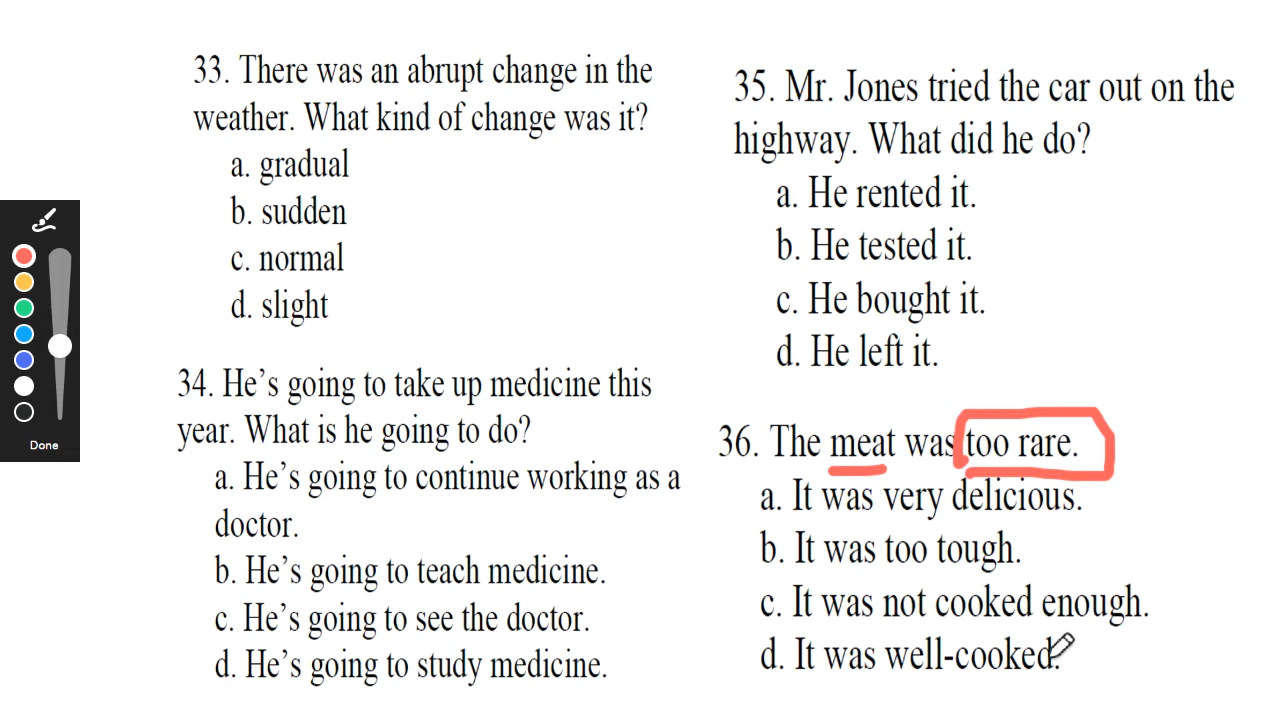 33. There was an abrupt change in the
weather. What kind of change was it?
a. gradual
b. sudden
c. normal
d. slight
34. He’s going to take up medicine this
year. What is he going to do?
a. He’s going to continue working as a
doctor.
b. He’s going to teach medicine.
c. He’s going to see the doctor.
d. He’s going to study medicine.
35. Mr. Jones tried the car out on the
highway. What did he do?
a. He rented it.
b. He tested it.
c. He bought it.
d. He left it.
36. The meat was too rare.
a. It was very delicious.
b. It was too tough.
c. It was not cooked enough.
d. It was well-cooked.
Done